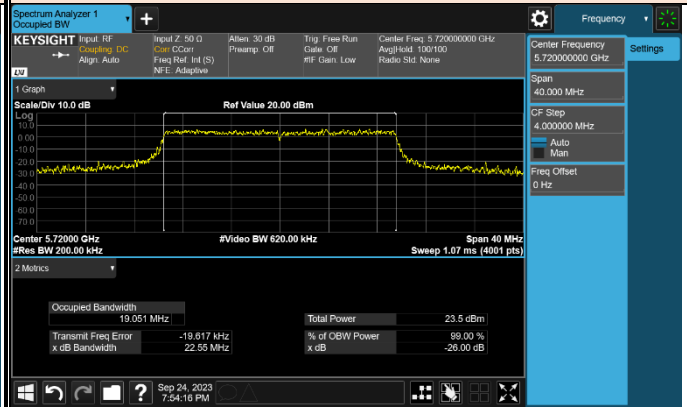 Spectrum Analyzer 1
Occupied BW
+
Frequency
KEYSIGHT
Input: RF
Coupling: DC
Align: Auto
Input Z: 50 Ω
Corr CCorr
Freq Ref: Int (S)
NFE: Adaptive
Atten: 30 dB
Preamp: Off
Trig: Free Run
Gate: Off
#IF Gain: Low
Center Freq: 5.720000000 GHz
Avg|Hold: 100/100
Radio Std: None
LXI
Center Frequency
5.720000000 GHz
Settings
Span
40.000 MHz
CF Step
4.000000 MHz
Auto
Man
Freq Offset
0 Hz
1 Graph
Scale/Div 10.0 dB
Ref Value 20.00 dBm
Log
10.0
0.00
-10.0
-20.0
-30.0
-40.0
-50.0
-60.0
-70.0
Center 5.72000 GHz
#Video BW 620.00 kHz
Span 40 MHz
#Res BW 200.00 kHz
Sweep 1.07 ms (4001 pts)
2 Metrics
Occupied Bandwidth
19.051 MHz
Total Power 23.5 dBm
Transmit Freq Error -19.617 kHz
% of OBW Power 99.00 %
x dB Bandwidth 22.55 MHz
x dB -26.00 dB
?
Sep 24, 2023
7:54:16 PM